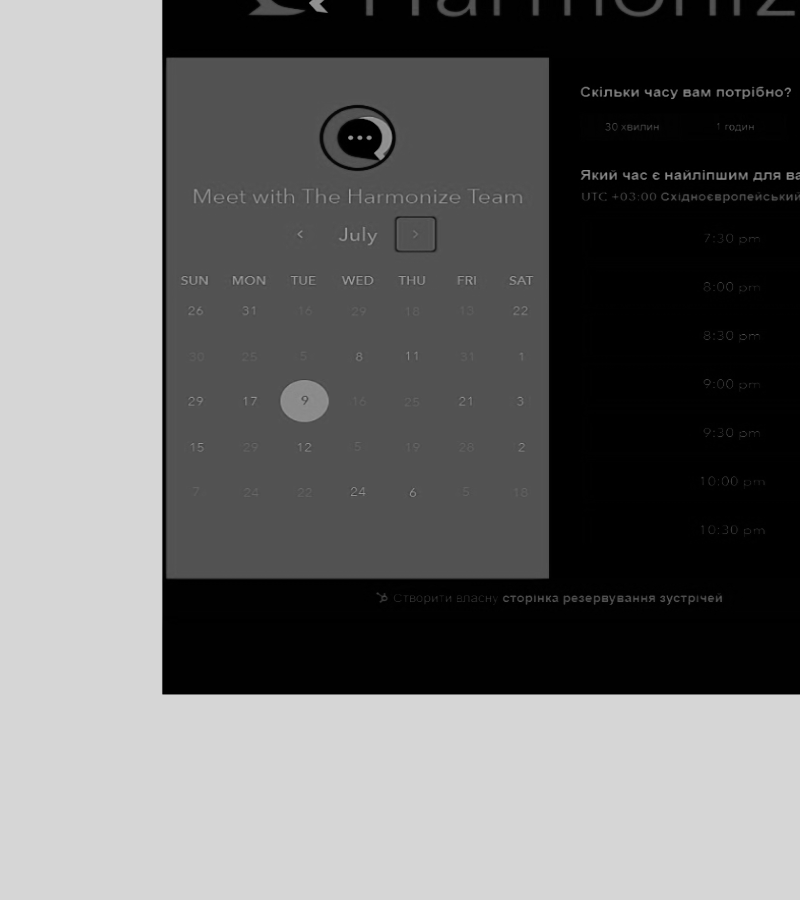 Harmoniz
Meet with The Harmonize Team
‹ July ›
SUN MON TUE WED THU FRI SAT
26 31 16 29 18 13 22
30 25 5 8 11 31 1
29 17 9 16 25 21 3
15 29 12 5 19 28 2
7 24 22 24 6 5 18
Скільки часу вам потрібно?
30 хвилин 1 годин
Який час є найліпшим для ва
UTC +03:00 Східноєвропейський
7:30 pm
8:00 pm
8:30 pm
9:00 pm
9:30 pm
10:00 pm
10:30 pm
Створити власну сторінка резервування зустрічей